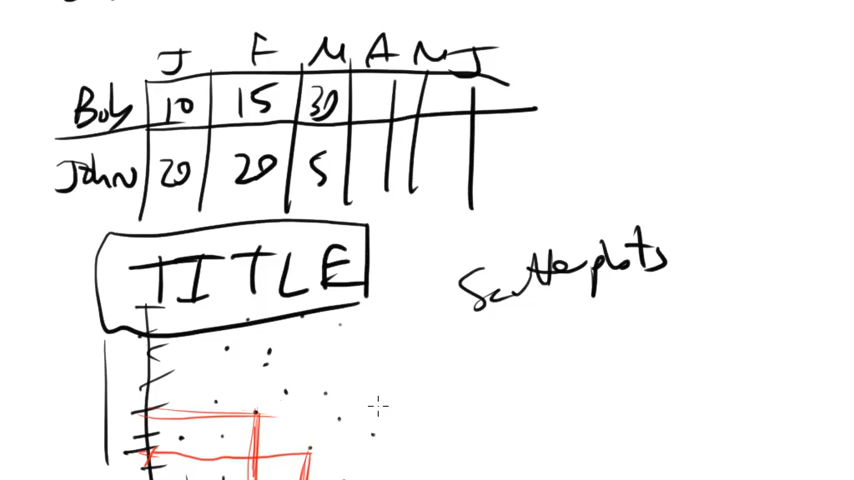 J F M A M J
Bob 10 15 30
John 20 20 5
TITLE
Scatterplots